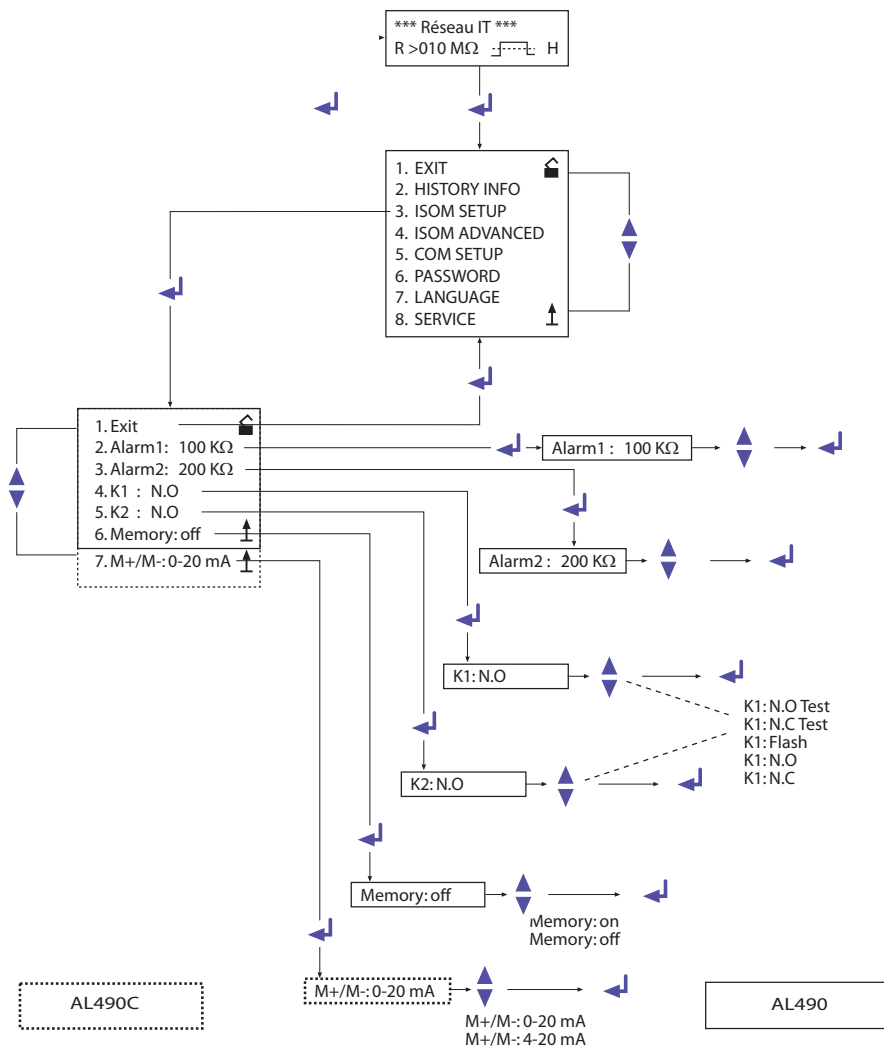 *** Réseau IT ***
R >010 MΩ H
1. EXIT
2. HISTORY INFO
3. ISOM SETUP
4. ISOM ADVANCED
5. COM SETUP
6. PASSWORD
7. LANGUAGE
8. SERVICE
1. Exit
2. Alarm1: 100 KΩ
3. Alarm2: 200 KΩ
4. K1 : N.O
5. K2 : N.O
6. Memory: off
7. M+/M-: 0-20 mA
Alarm1 : 100 KΩ
Alarm2 : 200 KΩ
K1: N.O
K1: N.O Test
K1: N.C Test
K1: Flash
K1: N.O
K1: N.C
K2: N.O
Memory: off
Memory: on
Memory: off
M+/M-: 0-20 mA
M+/M-: 0-20 mA
M+/M-: 4-20 mA
AL490C
AL490